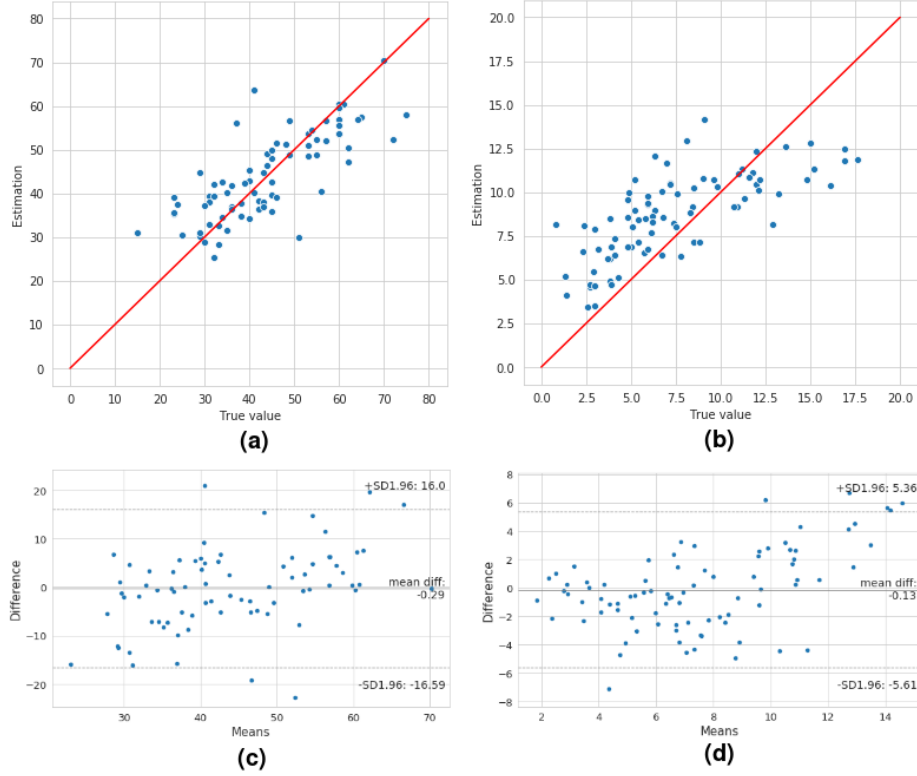 80
70
60
50
40
30
20
10
0
Estimation
0 10 20 30 40 50 60 70 80
True value
(a)
20.0
17.5
15.0
12.5
10.0
7.5
5.0
2.5
0.0
Estimation
0.0 2.5 5.0 7.5 10.0 12.5 15.0 17.5 20.0
True value
(b)
20
10
0
−10
−20
Difference
+SD1.96: 16.0
mean diff:
-0.29
-SD1.96: -16.59
30 40 50 60 70
Means
(c)
8
6
4
2
0
−2
−4
−6
−8
Difference
+SD1.96: 5.36
mean diff:
-0.13
-SD1.96: -5.61
2 4 6 8 10 12 14
Means
(d)